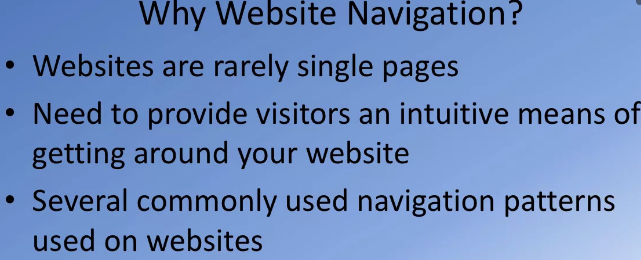 Why Website Navigation?
• Websites are rarely single pages
• Need to provide visitors an intuitive means of
getting around your website
• Several commonly used navigation patterns
used on websites